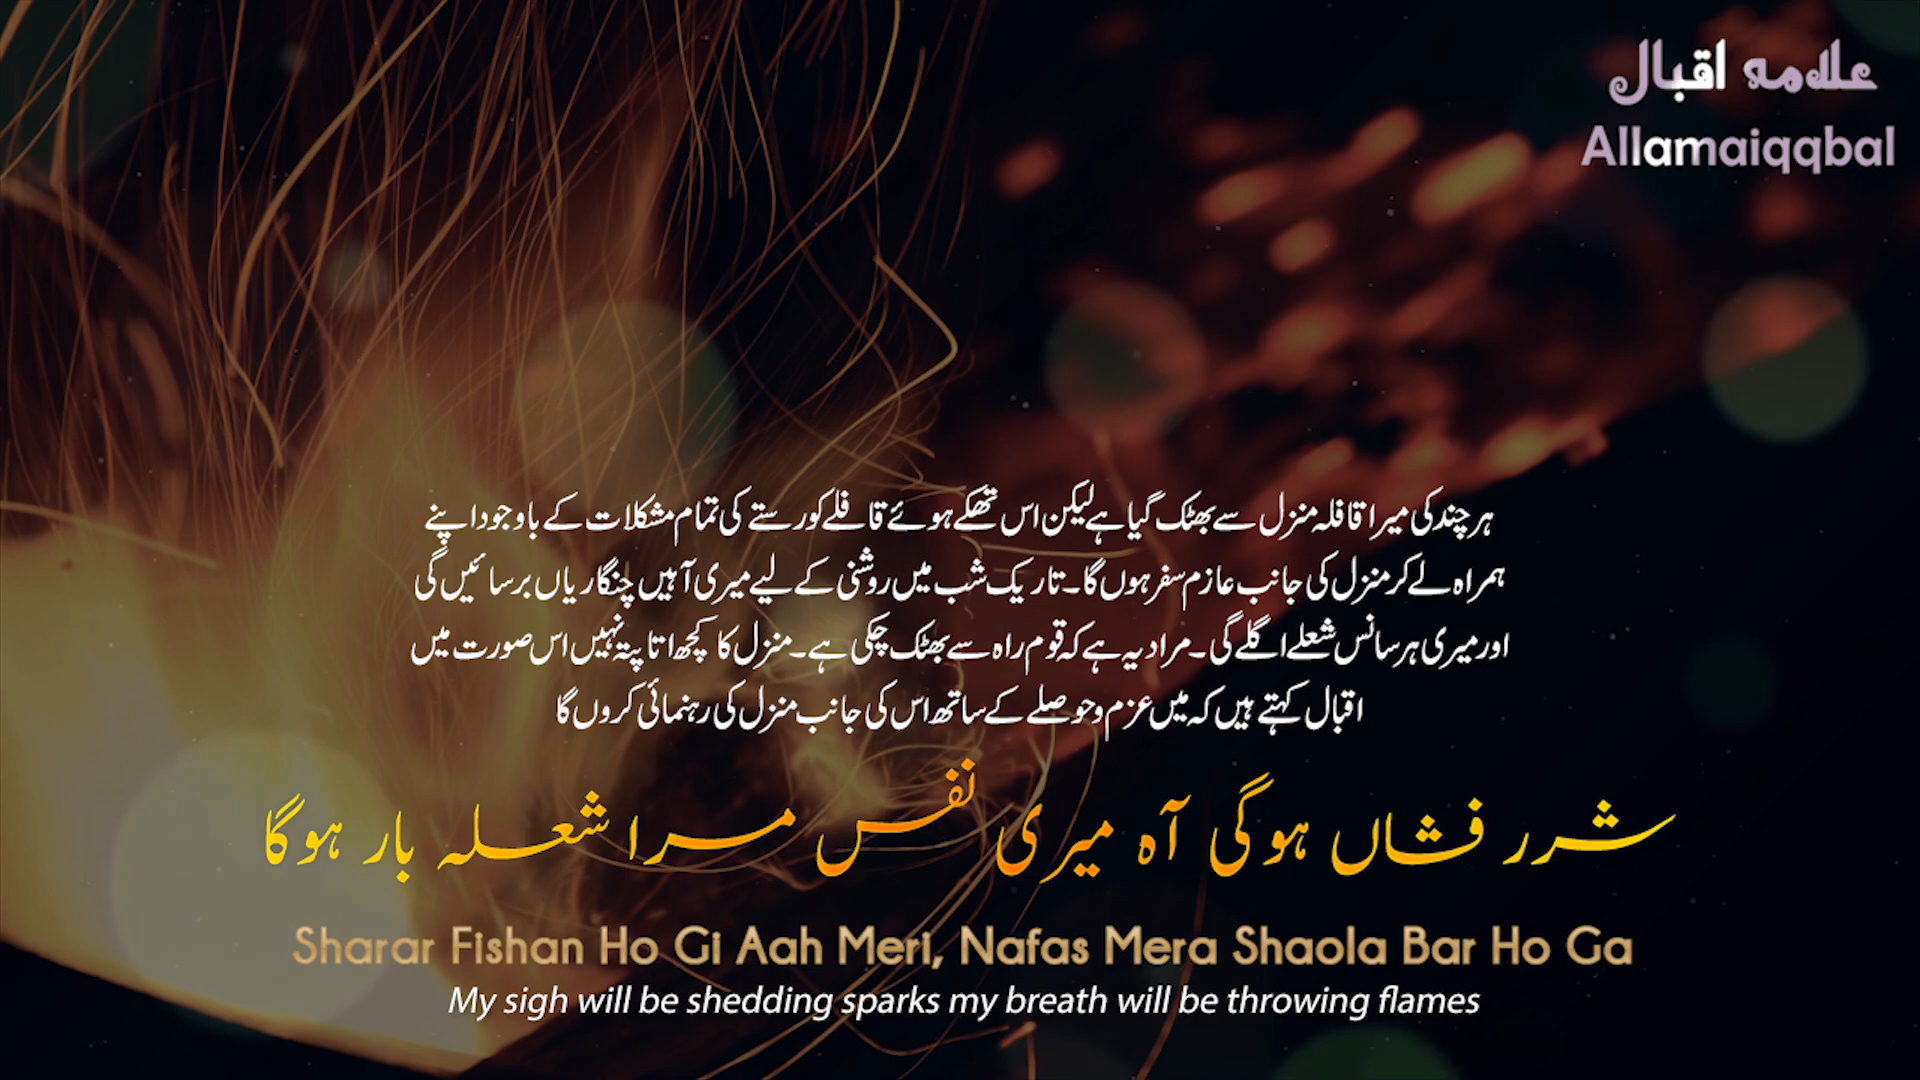 علامہ اقبال
Allamaiqqbal
ہر چند کی میرا قافلہ منزل سے بھٹک گیا ہے لیکن اس تھکے ہوئے قافلے کو رستے کی تمام مشکلات کے باوجود اپنے
ہمراہ لے کر منزل کی جانب عازم سفر ہوں گا۔ تاریک شب میں روشنی کے لیے میری آہیں چنگاریاں برسائیں گی
اور میری ہر سانس شعلے اگلے گی۔ مراد یہ ہے کہ قوم راہ سے بھٹک چکی ہے۔ منزل کا کچھ اتا پتہ نہیں اس صورت میں
اقبال کہتے ہیں کہ میں عزم و حوصلے کے ساتھ اس کی جانب منزل کی رہنمائی کروں گا
شرر فشاں ہوگی آہ میری نفس مرا شعلہ بار ہوگا
Sharar Fishan Ho Gi Aah Meri, Nafas Mera Shaola Bar Ho Ga
My sigh will be shedding sparks my breath will be throwing flames